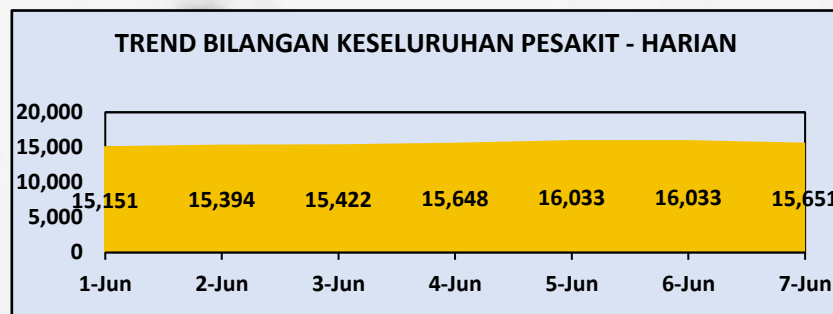 TREND BILANGAN KESELURUHAN PESAKIT - HARIAN
20,000
15,000
10,000
5,000
0
15,151 15,394 15,422 15,648 16,033 16,033 15,651
1-Jun 2-Jun 3-Jun 4-Jun 5-Jun 6-Jun 7-Jun